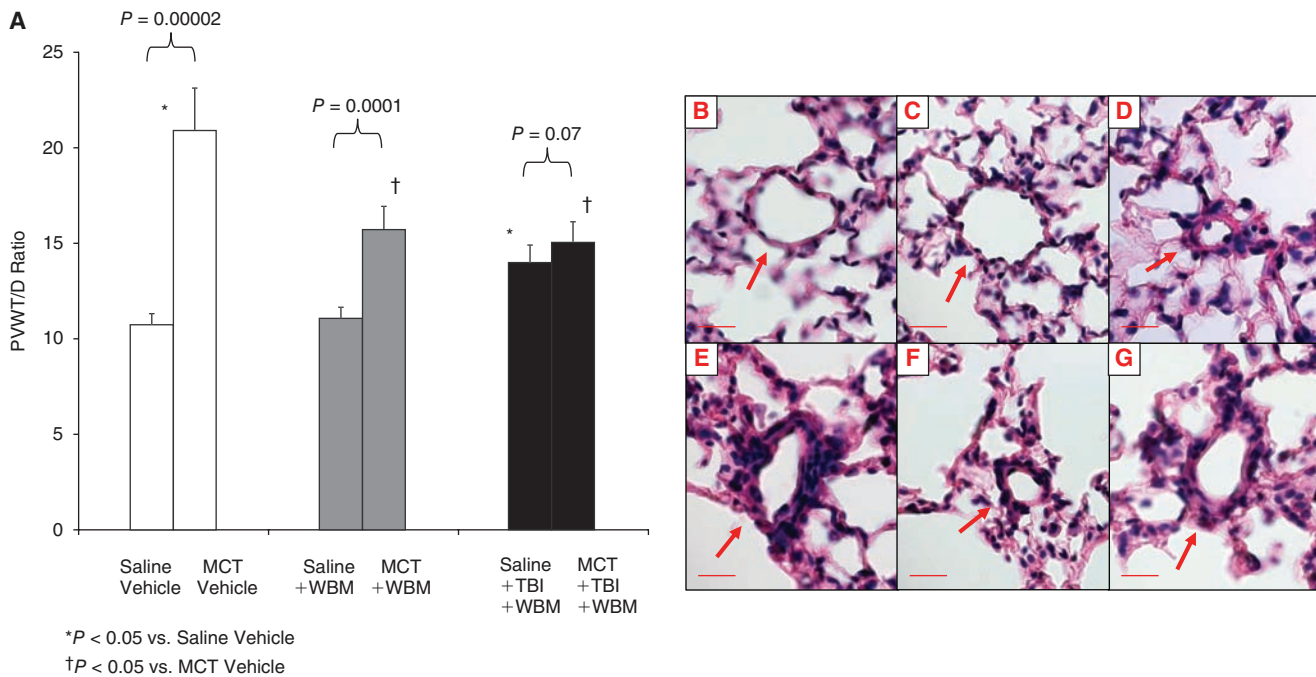 A
P = 0.00002
P = 0.0001
P = 0.07
*
†
*
†
25
20
15
10
5
0
PVWT/D Ratio
Saline Vehicle
MCT Vehicle
Saline +WBM
MCT +WBM
Saline +TBI +WBM
MCT +TBI +WBM
*P < 0.05 vs. Saline Vehicle
†P < 0.05 vs. MCT Vehicle
B
C
D
E
F
G